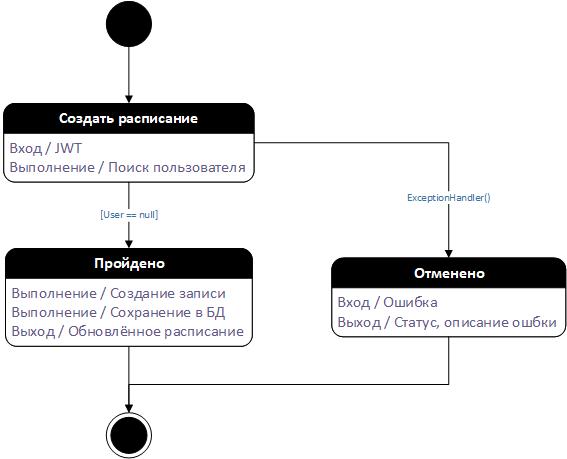 Создать расписание
Вход / JWT
Выполнение / Поиск пользователя
[User == null]
ExceptionHandler()
Пройдено
Выполнение / Создание записи
Выполнение / Сохранение в БД
Выход / Обновлённое расписание
Отменено
Вход / Ошибка
Выход / Статус, описание ошбки